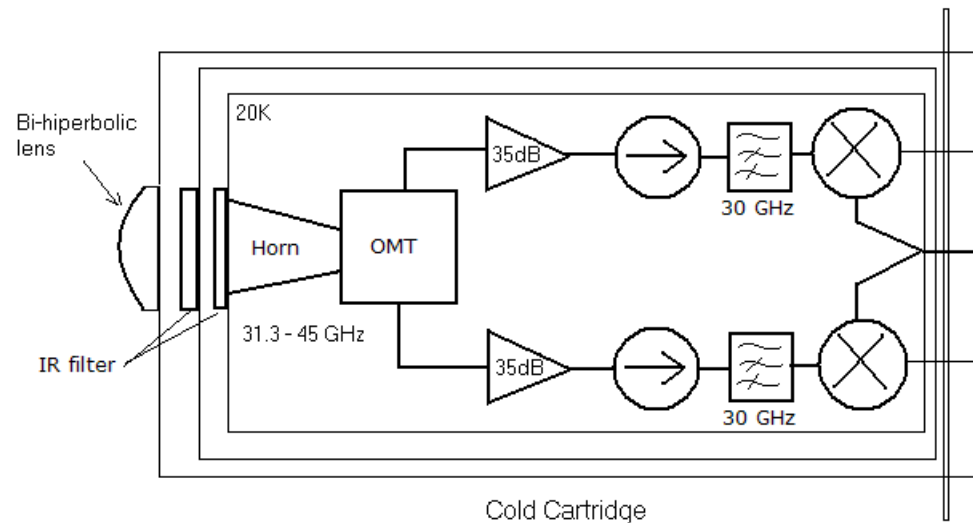 20K
Bi-hiperbolic
lens
35dB
30 GHz
Horn
OMT
31.3 - 45 GHz
IR filter
35dB
30 GHz
Cold Cartridge